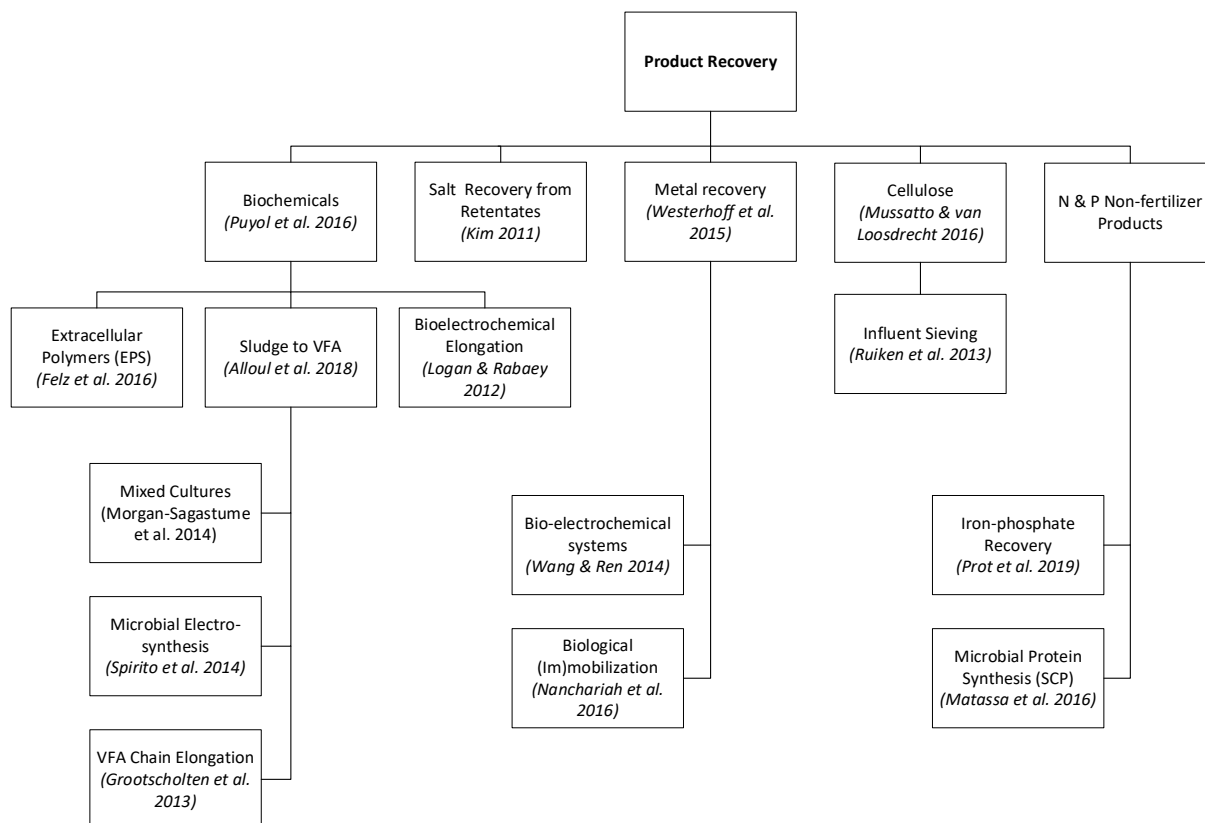 Product Recovery
Biochemicals
(Puyol et al. 2016)
Salt  Recovery from
Retentates
(Kim 2011)
Metal recovery
(Westerhoff et al.
2015)
Cellulose
(Mussatto & van
Loosdrecht 2016)
N & P Non-fertilizer
Products
Extracellular
Polymers (EPS)
(Felz et al. 2016)
Sludge to VFA
(Alloul et al. 2018)
Bioelectrochemical
Elongation
(Logan & Rabaey
2012)
Influent Sieving
(Ruiken et al. 2013)
Mixed Cultures
(Morgan-Sagastume
et al. 2014)
Bio-electrochemical
systems
(Wang & Ren 2014)
Iron-phosphate
Recovery
(Prot et al. 2019)
Microbial Electro-
synthesis
(Spirito et al. 2014)
Biological
(Im)mobilization
(Nanchariah et al.
2016)
Microbial Protein
Synthesis (SCP)
(Matassa et al. 2016)
VFA Chain Elongation
(Grootscholten et al.
2013)